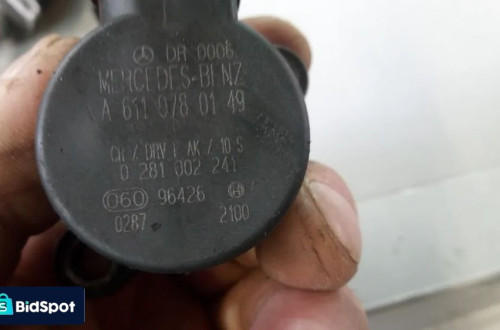 DR 0006
MERCEDES-BENZ
A 611 078 01 49
CR / DRV
AK / 10 S
0 281 002 241
060 96426
0287 2100
BidSpot